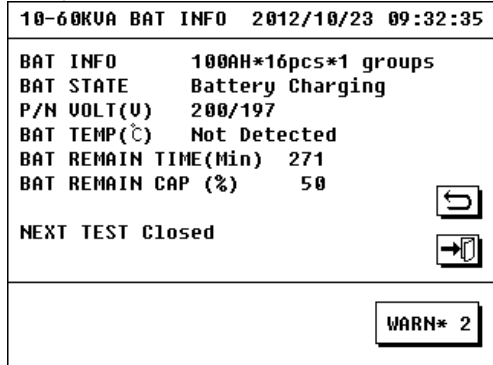 10-60KVA BAT INFO 2012/10/23 09:32:35
BAT INFO 100AH*16pcs*1 groups
BAT STATE Battery Charging
P/N VOLT(V) 200/197
BAT TEMP(℃) Not Detected
BAT REMAIN TIME(Min) 271
BAT REMAIN CAP (%) 50
NEXT TEST Closed
WARN* 2